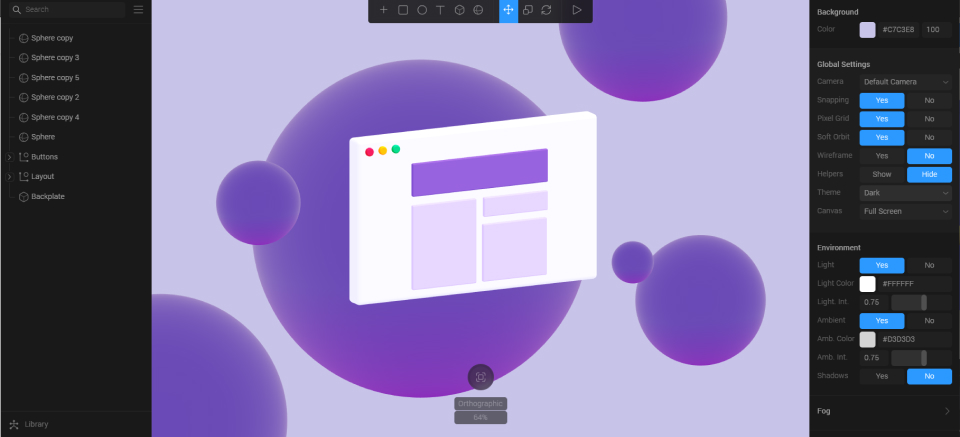 Search
Sphere copy
Sphere copy 3
Sphere copy 5
Sphere copy 2
Sphere copy 4
Sphere
Buttons
Layout
Backplate
Library
Orthographic
64%
Background
Color #C7C3E8 100
Global Settings
Camera Default Camera
Snapping Yes No
Pixel Grid Yes No
Soft Orbit Yes No
Wireframe Yes No
Helpers Show Hide
Theme Dark
Canvas Full Screen
Environment
Light Yes No
Light Color #FFFFFF
Light. Int. 0.75
Ambient Yes No
Amb. Color #D3D3D3
Amb. Int. 0.75
Shadows Yes No
Fog